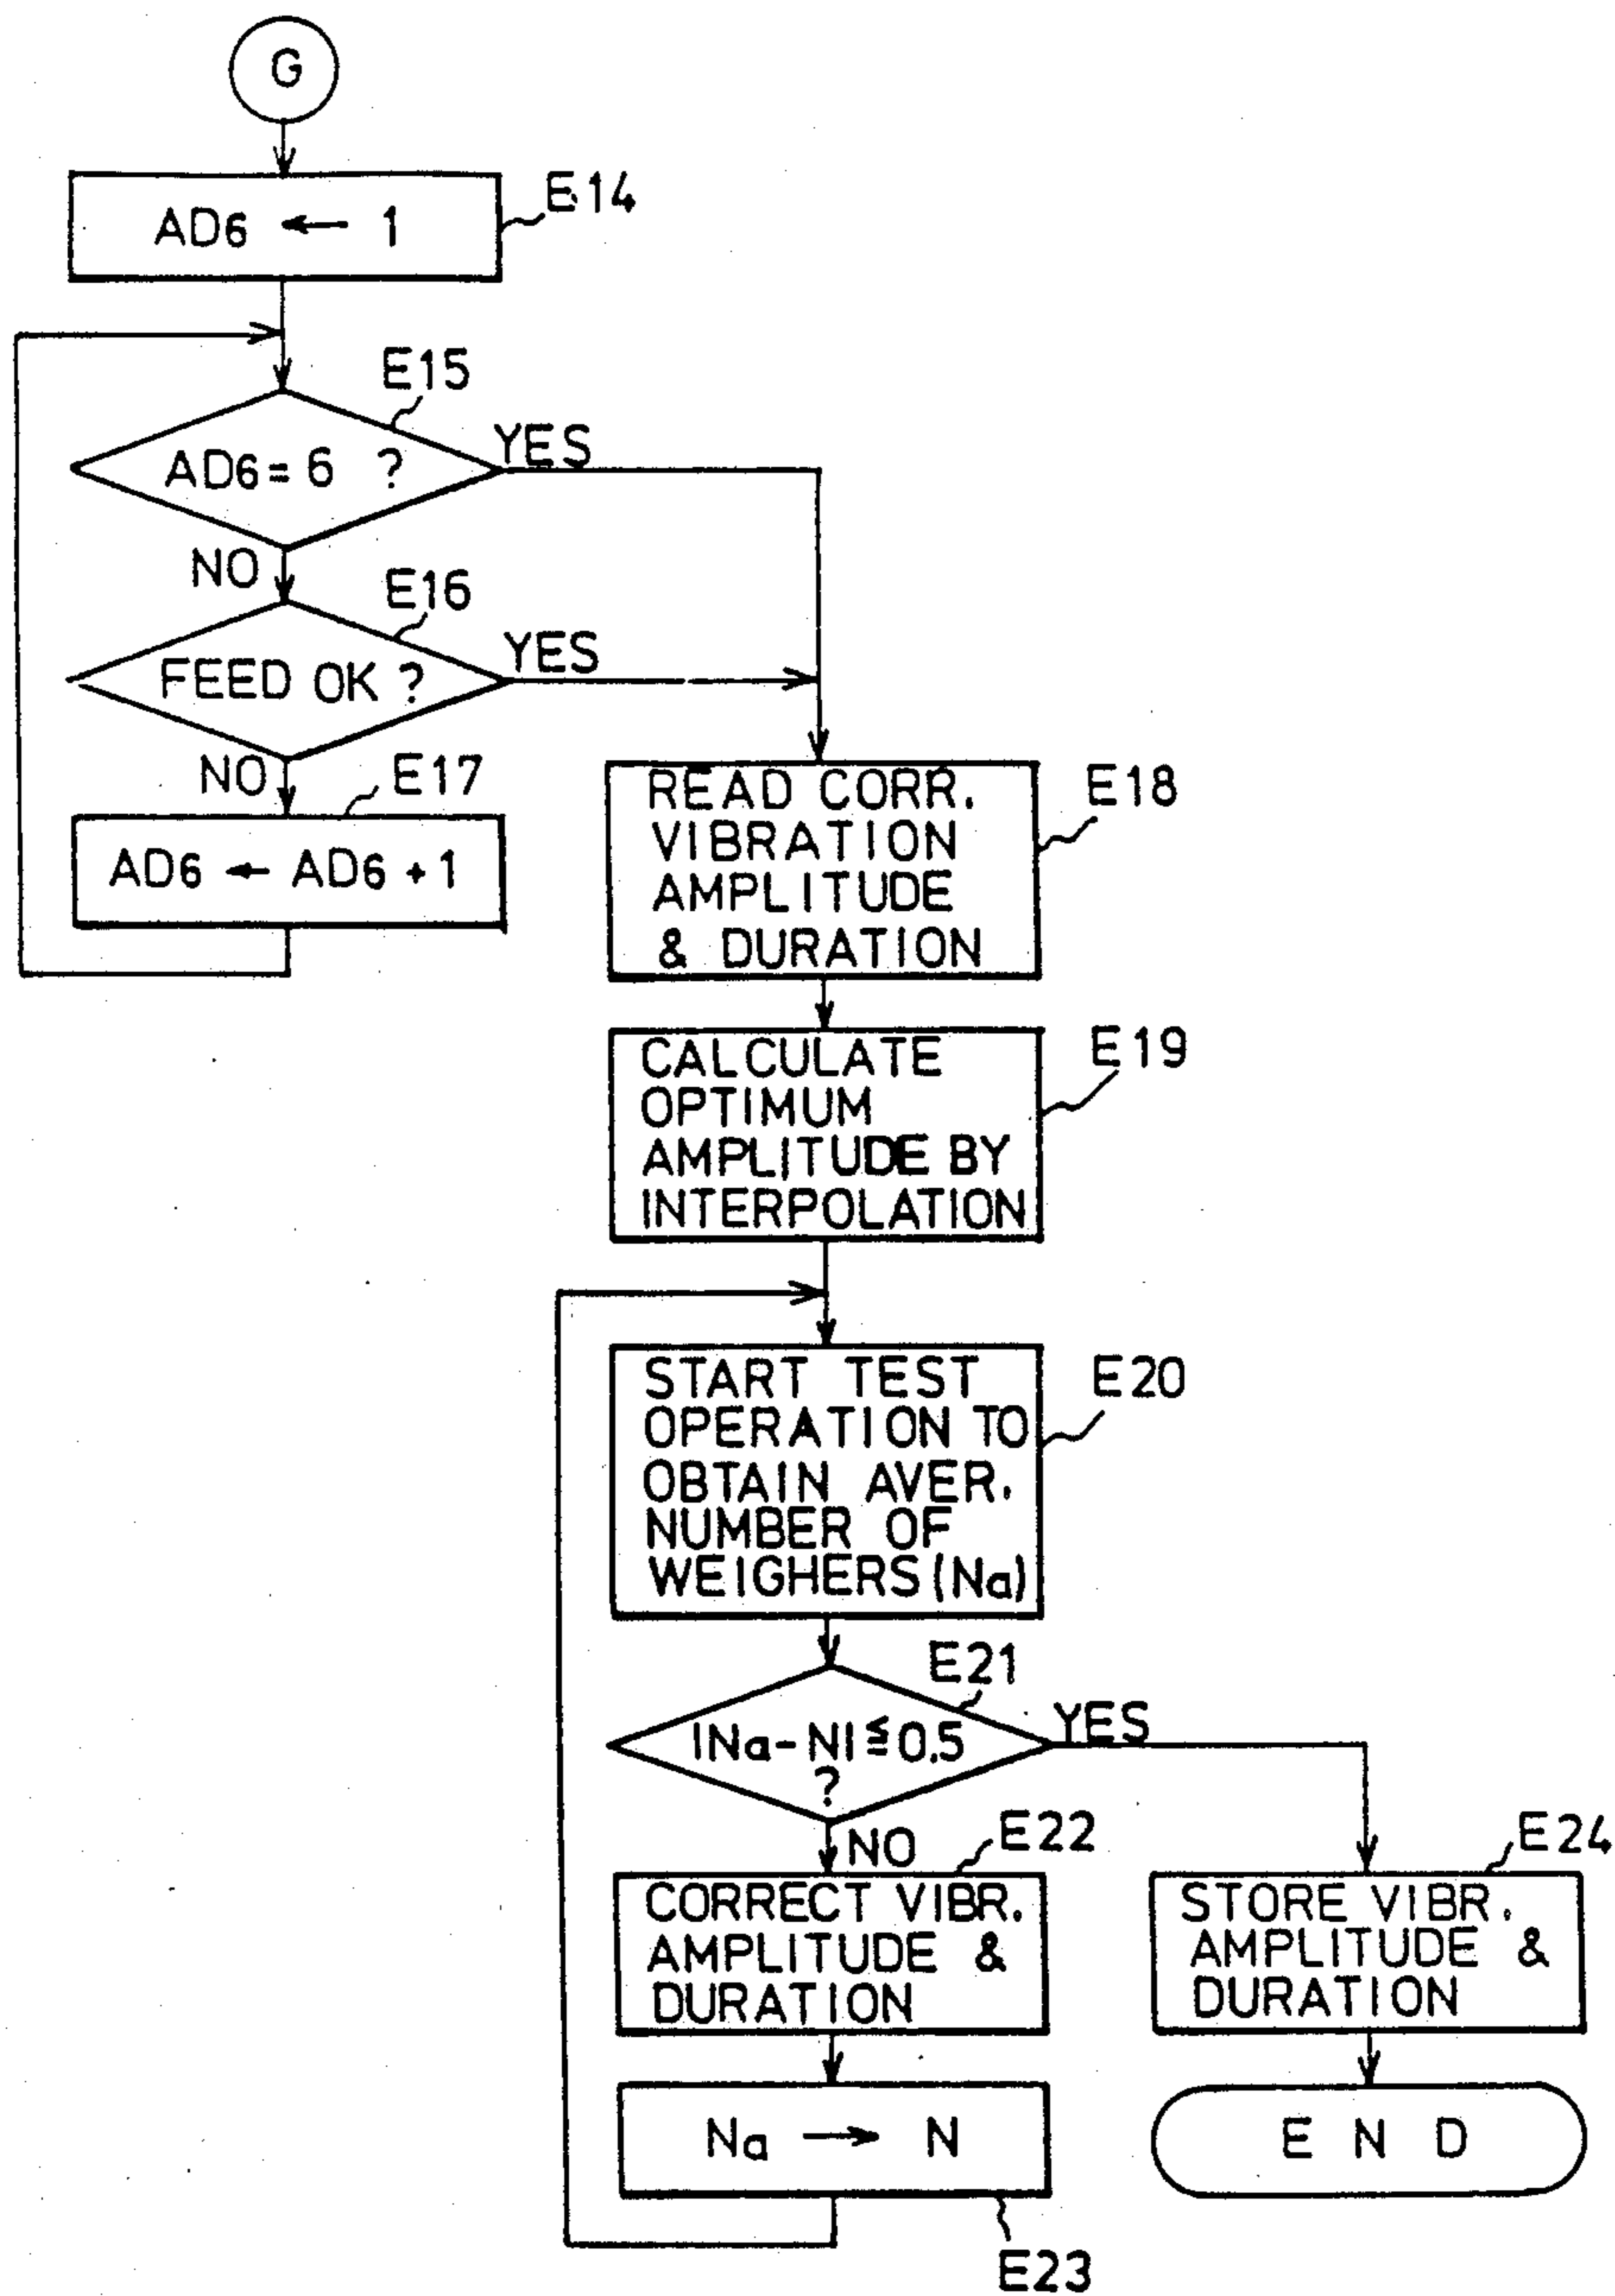 G
AD6 ← 1
E14
E15
AD6 = 6 ?
YES
NO
E16
FEED OK ?
YES
NO
E17
AD6 ← AD6 + 1
READ CORR.
VIBRATION
AMPLITUDE
& DURATION
E18
CALCULATE
OPTIMUM
AMPLITUDE BY
INTERPOLATION
E19
START TEST
OPERATION TO
OBTAIN AVER.
NUMBER OF
WEIGHERS (Na)
E20
E21
|Na - N| ≦ 0.5
?
YES
NO
E22
CORRECT VIBR.
AMPLITUDE &
DURATION
E24
STORE VIBR.
AMPLITUDE &
DURATION
Na → N
E23
END